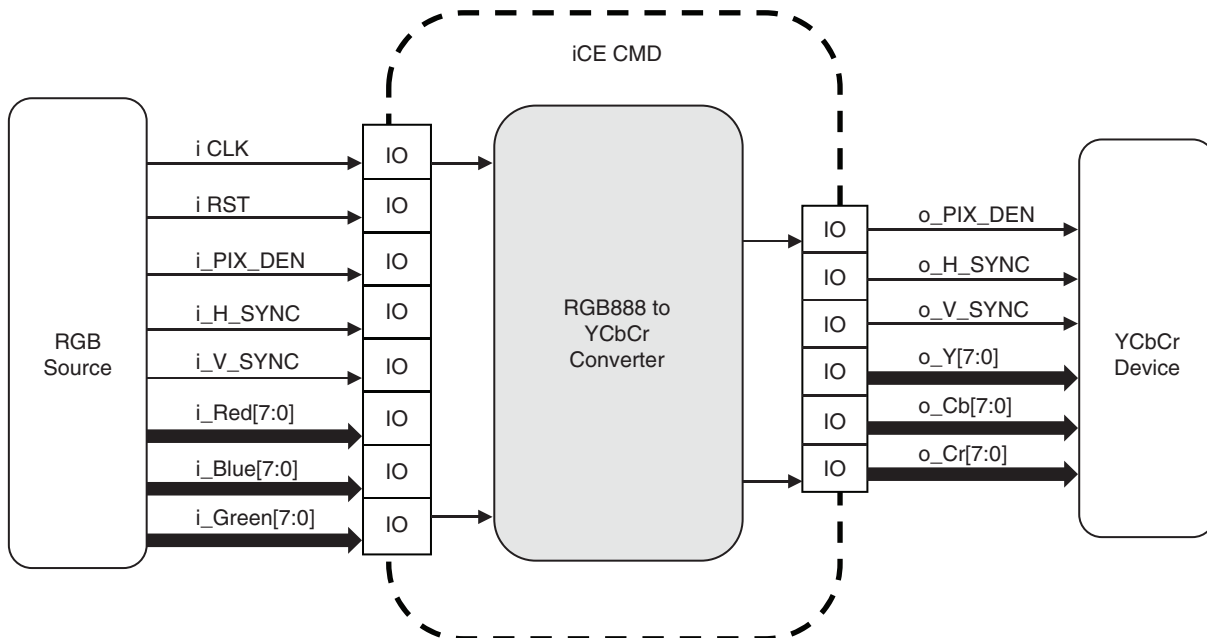 iCE CMD
RGB
Source
i CLK
i RST
i_PIX_DEN
i_H_SYNC
i_V_SYNC
i_Red[7:0]
i_Blue[7:0]
i_Green[7:0]
IO
IO
IO
IO
IO
IO
IO
IO
RGB888 to
YCbCr
Converter
IO
IO
IO
IO
IO
IO
o_PIX_DEN
o_H_SYNC
o_V_SYNC
o_Y[7:0]
o_Cb[7:0]
o_Cr[7:0]
YCbCr
Device